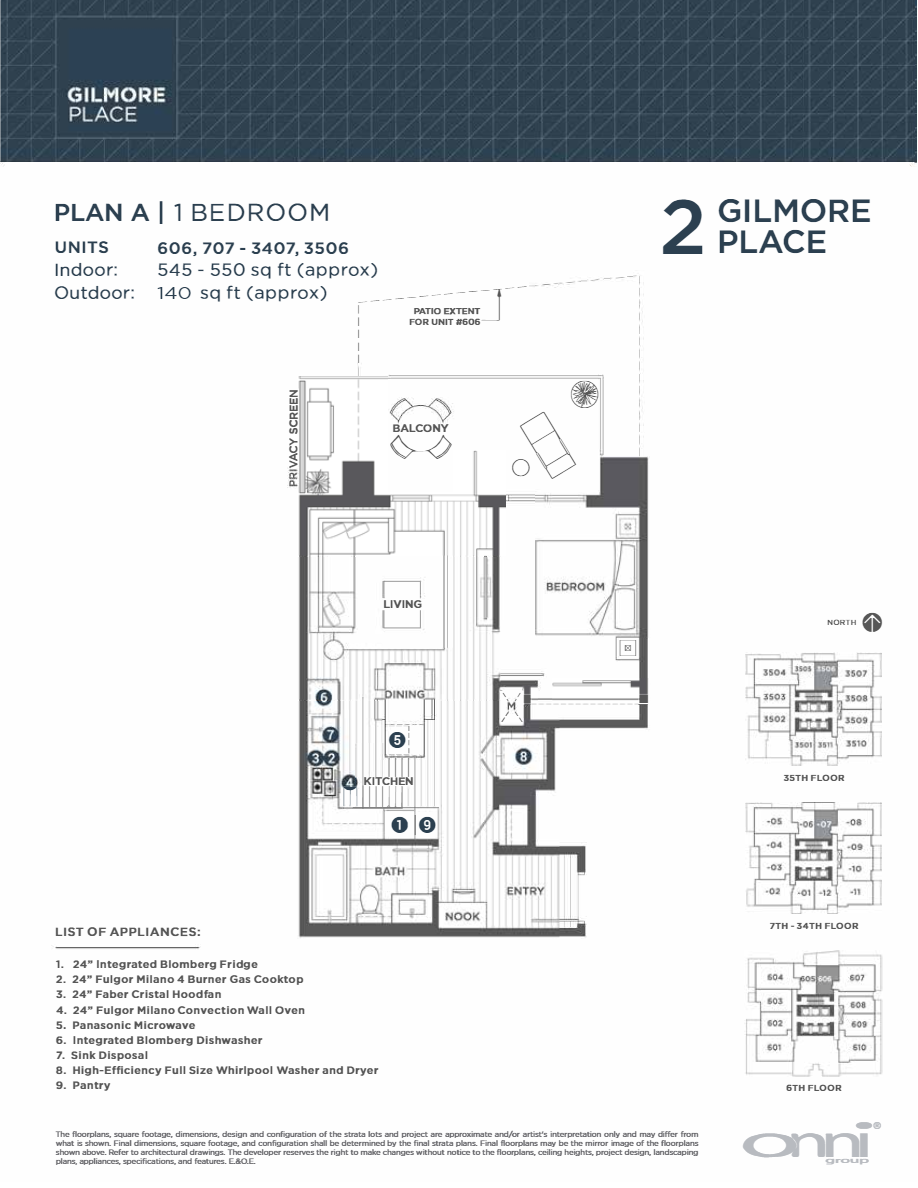 GILMORE
PLACE
PLAN A | 1 BEDROOM
UNITS 606, 707 - 3407, 3506
Indoor: 545 - 550 sq ft (approx)
Outdoor: 140 sq ft (approx)
2 GILMORE
PLACE
PATIO EXTENT
FOR UNIT #606
PRIVACY SCREEN
BALCONY
BEDROOM
LIVING
DINING
M
6
7
5
3 2
4
KITCHEN
8
1 9
BATH
ENTRY
NOOK
NORTH
3504 3505 3506 3507
3503 3508
3502 3509
3501 3511 3510
35TH FLOOR
-05 -06 -07 -08
-04 -09
-03 -10
-02 -01 -12 -11
7TH - 34TH FLOOR
604 605 606 607
603 608
602 609
601 610
6TH FLOOR
LIST OF APPLIANCES:
1. 24” Integrated Blomberg Fridge
2. 24” Fulgor Milano 4 Burner Gas Cooktop
3. 24” Faber Cristal Hoodfan
4. 24” Fulgor Milano Convection Wall Oven
5. Panasonic Microwave
6. Integrated Blomberg Dishwasher
7. Sink Disposal
8. High-Efficiency Full Size Whirlpool Washer and Dryer
9. Pantry
The floorplans, square footage, dimensions, design and configuration of the strata lots and project are approximate and/or artist's interpretation only and may differ from
what is shown. Final dimensions, square footage, and configuration shall be determined by the final strata plans. Final floorplans may be the mirror image of the floorplans
shown above. Refer to architectural drawings. The developer reserves the right to make changes without notice to the floorplans, ceiling heights, project design, landscaping
plans, appliances, specifications, and features. E.&O.E.
onni®
group